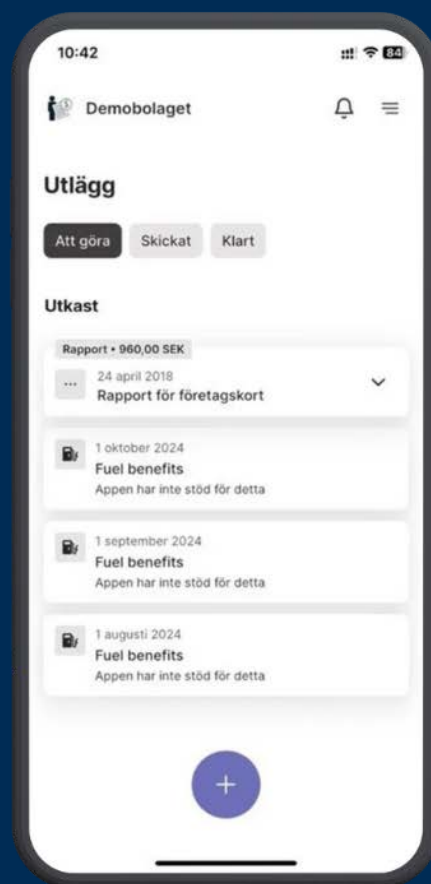 10:42
84
Demobolaget
Utlägg
Att göra
Skickat
Klart
Utkast
Rapport • 960,00 SEK
24 april 2018
Rapport för företagskort
1 oktober 2024
Fuel benefits
Appen har inte stöd för detta
1 september 2024
Fuel benefits
Appen har inte stöd för detta
1 augusti 2024
Fuel benefits
Appen har inte stöd för detta